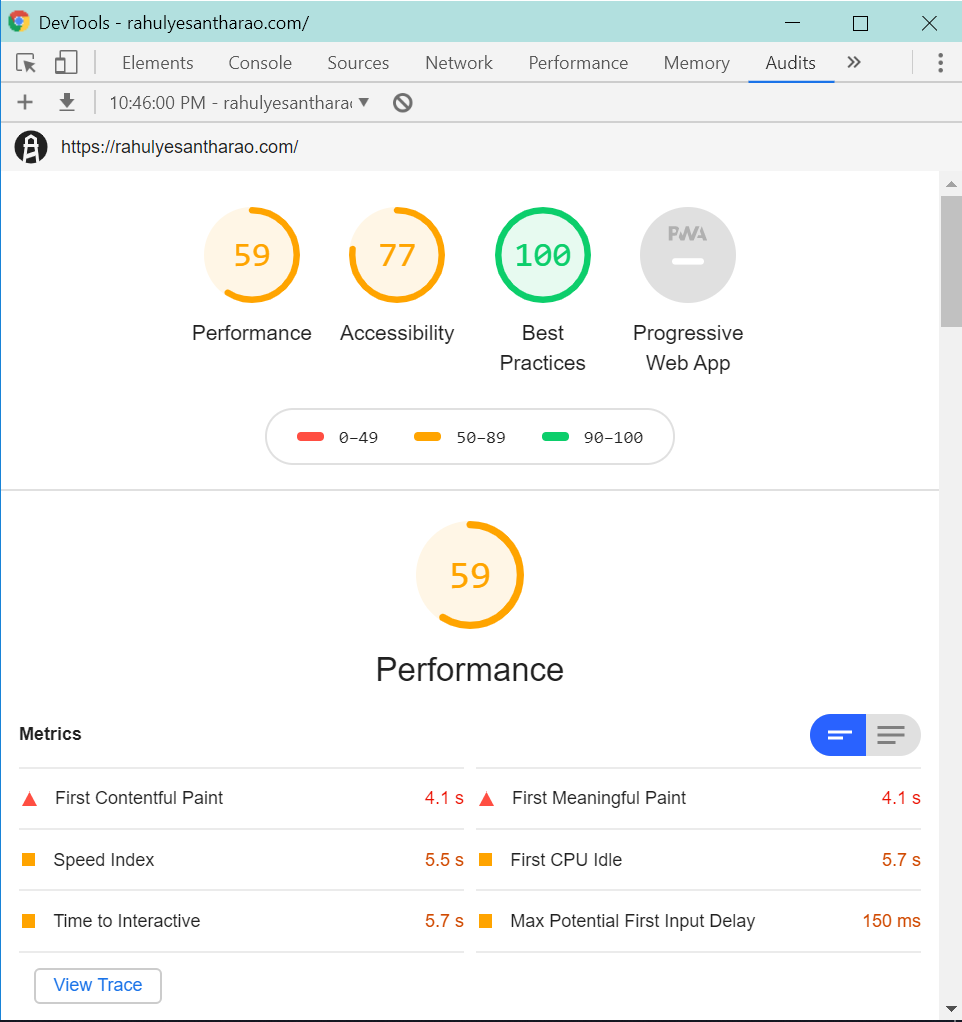 DevTools - rahulyesantharao.com/
Elements Console Sources Network Performance Memory Audits »
10:46:00 PM - rahulyesanthara
https://rahulyesantharao.com/
59 77 100 PWA
Performance Accessibility Best Practices Progressive Web App
0–49 50–89 90–100
59
Performance
Metrics
First Contentful Paint 4.1 s First Meaningful Paint 4.1 s
Speed Index 5.5 s First CPU Idle 5.7 s
Time to Interactive 5.7 s Max Potential First Input Delay 150 ms
View Trace